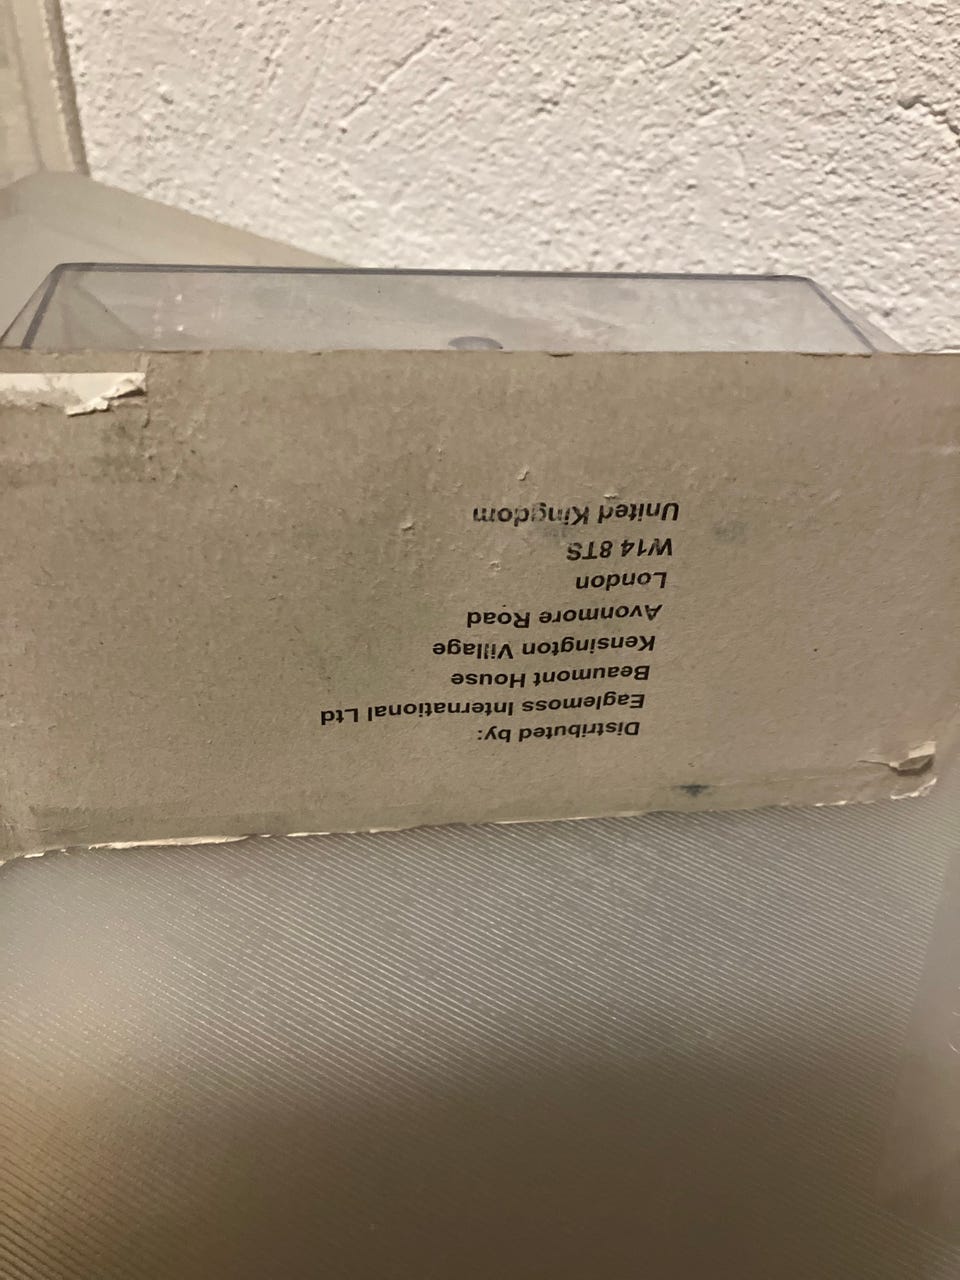 Distributed by:
Eaglemoss International Ltd
Beaumont House
Kensington Village
Avonmore Road
London
W14 8TS
United Kingdom